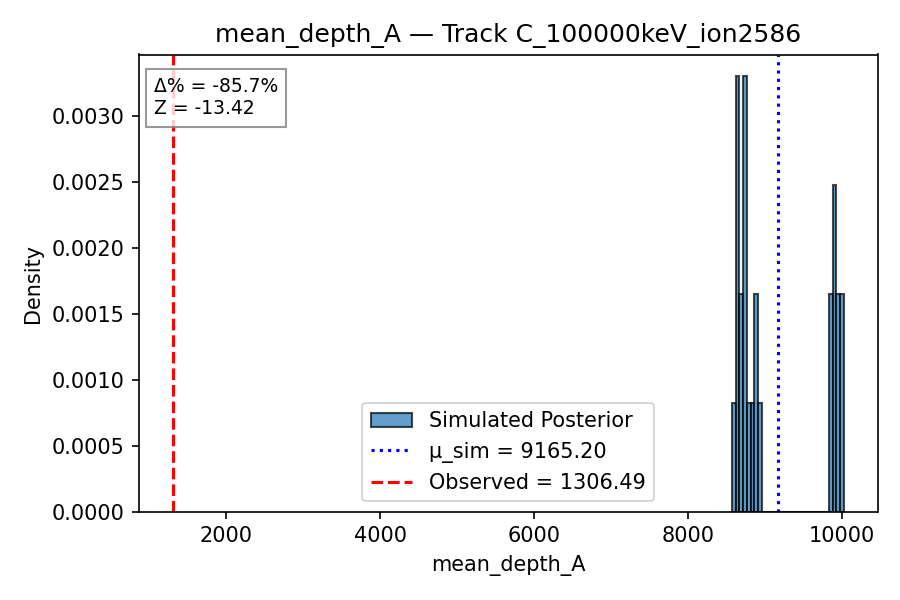 mean_depth_A — Track C_100000keV_ion2586
Δ% = -85.7%
Z = -13.42
0.0030
0.0025
0.0020
0.0015
0.0010
0.0005
0.0000
Density
Simulated Posterior
μ_sim = 9165.20
Observed = 1306.49
2000 4000 6000 8000 10000
mean_depth_A